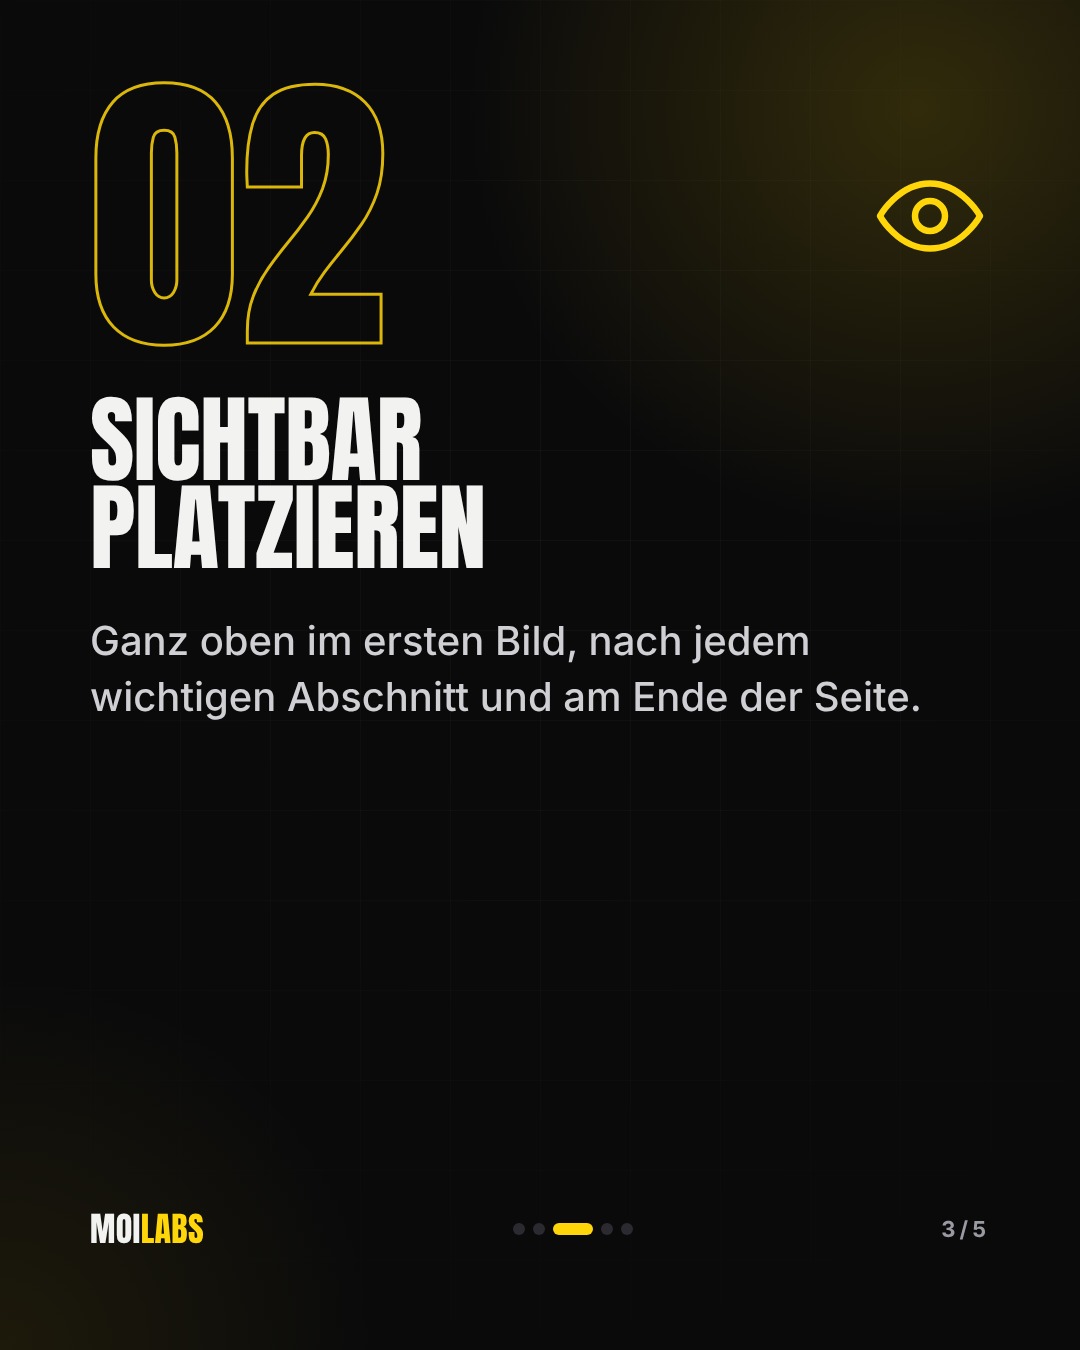 02
SICHTBAR
PLATZIEREN
Ganz oben im ersten Bild, nach jedem
wichtigen Abschnitt und am Ende der Seite.
MOILABS
3/5